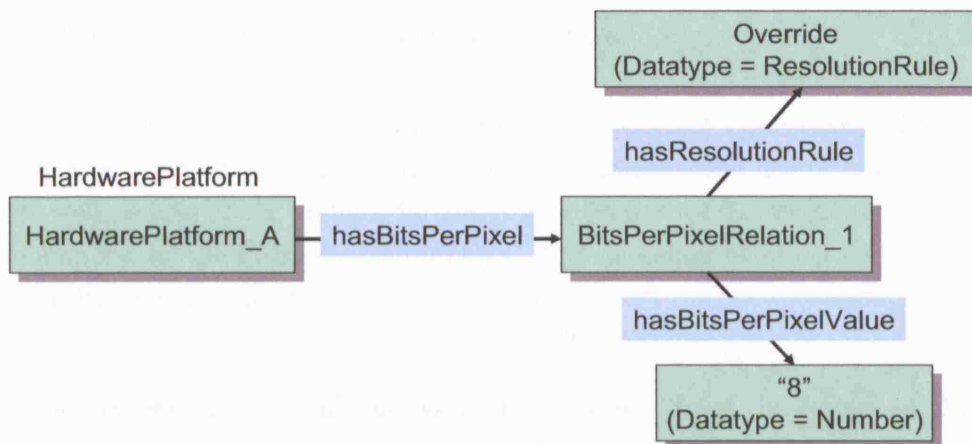 Override
(Datatype = ResolutionRule)
hasResolutionRule
HardwarePlatform
HardwarePlatform_A
hasBitsPerPixel
BitsPerPixelRelation_1
hasBitsPerPixelValue
“8”
(Datatype = Number)